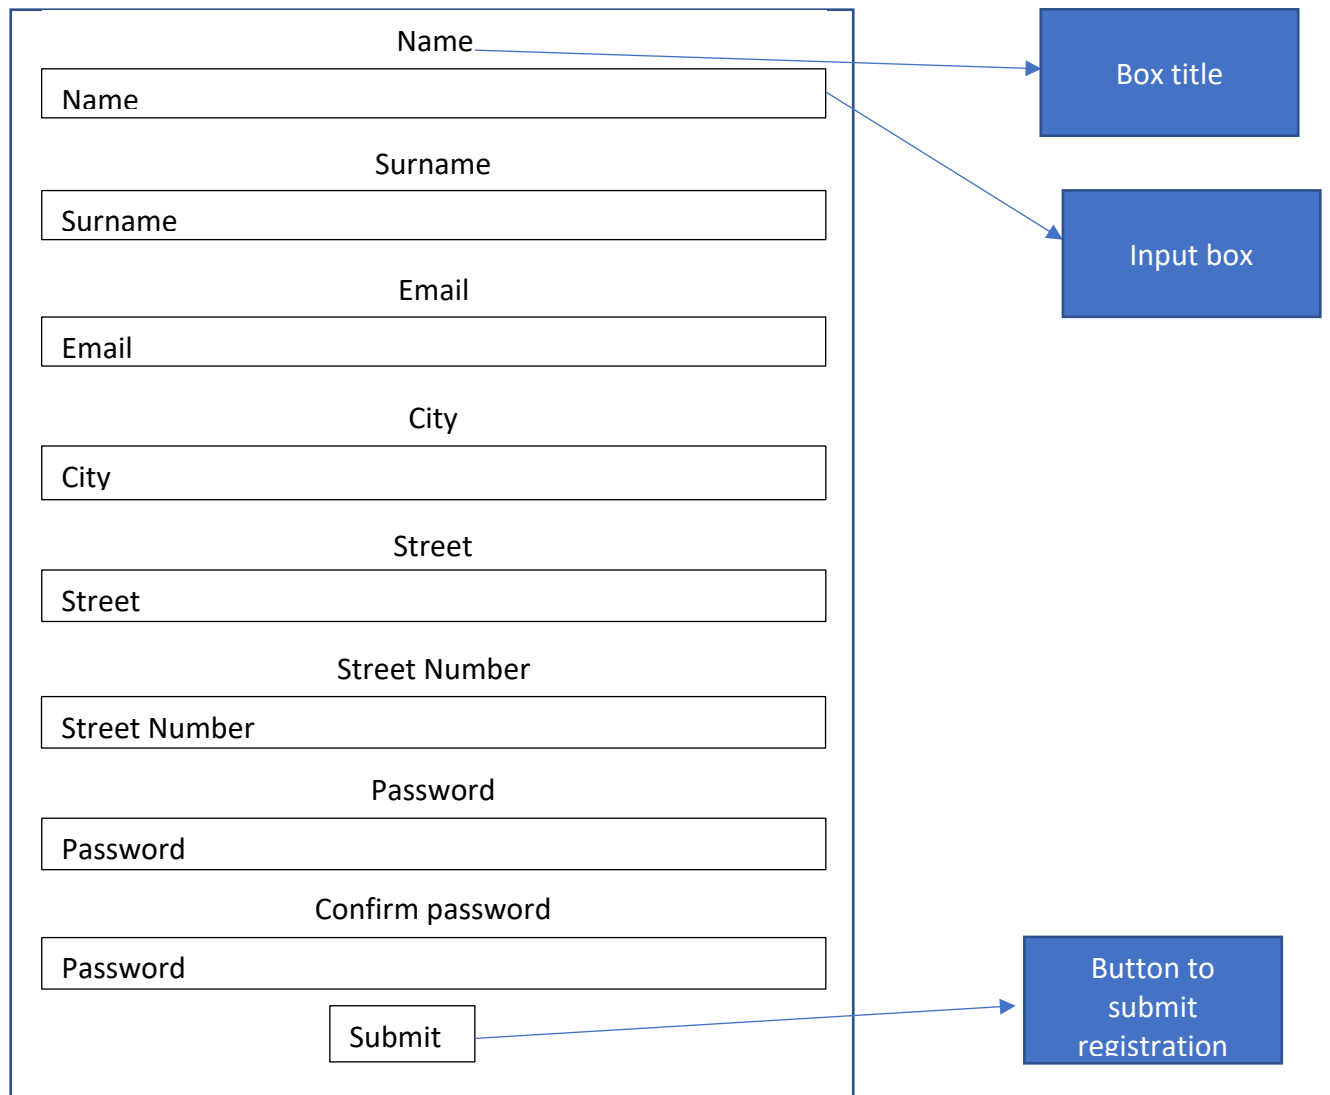 Name
Box title
Name
Surname
Surname
Input box
Email
Email
City
City
Street
Street
Street Number
Street Number
Password
Password
Confirm password
Password
Submit
Button to
submit
registration